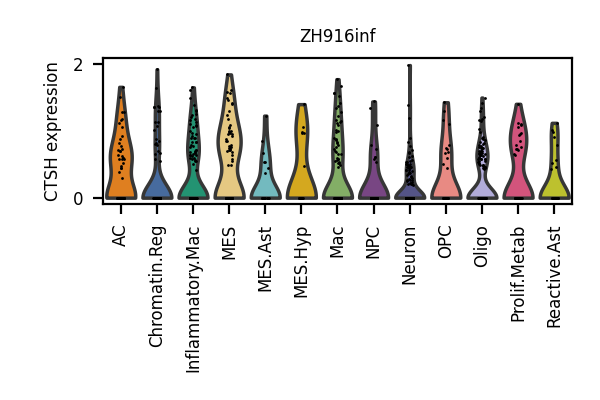 ZH916inf
CTSH expression
2
0
AC
Chromatin.Reg
Inflammatory.Mac
MES
MES.Ast
MES.Hyp
Mac
NPC
Neuron
OPC
Oligo
Prolif.Metab
Reactive.Ast